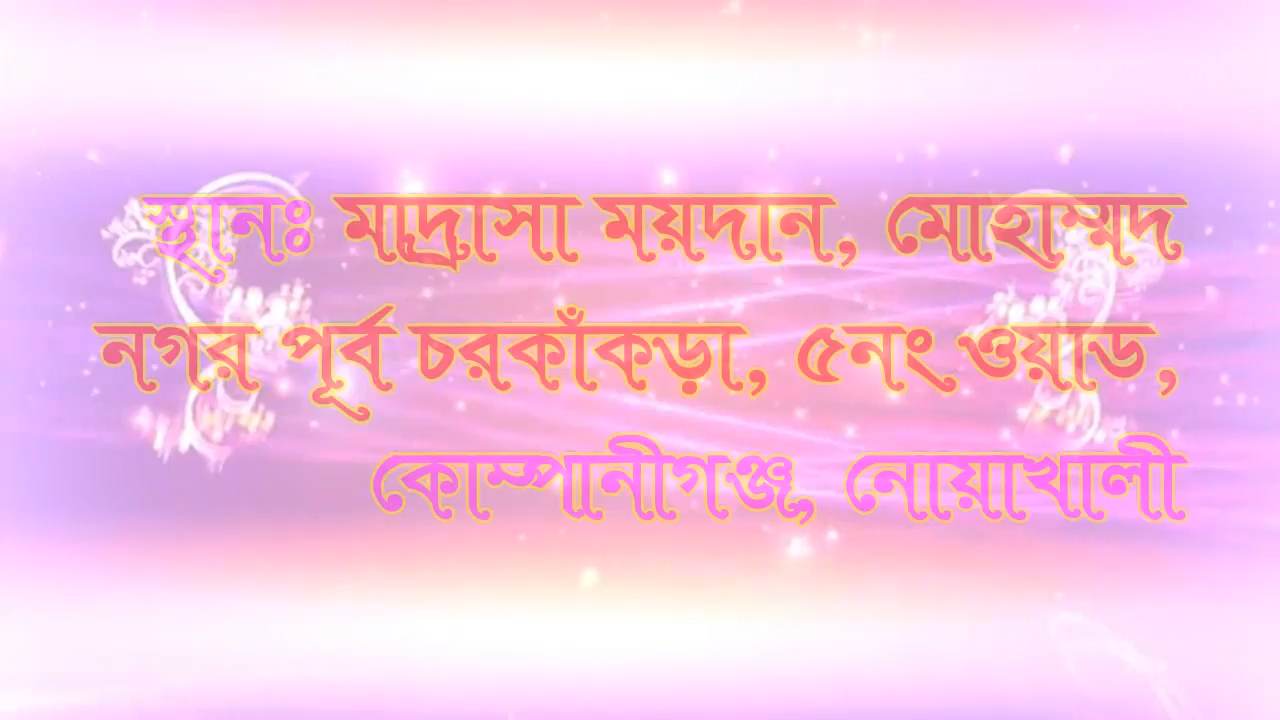 স্থানঃ মাদ্রাসা ময়দান, মোহাম্মদ
নগর পূর্ব চরকাঁকড়া, ৫নং ওয়াড,
কোম্পানীগঞ্জ, নোয়াখালী